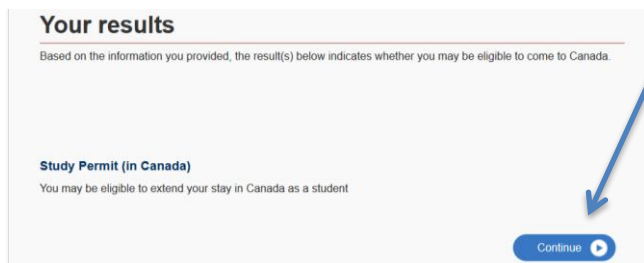 Your results
Based on the information you provided, the result(s) below indicates whether you may be eligible to come to Canada.
Study Permit (in Canada)
You may be eligible to extend your stay in Canada as a student
Continue